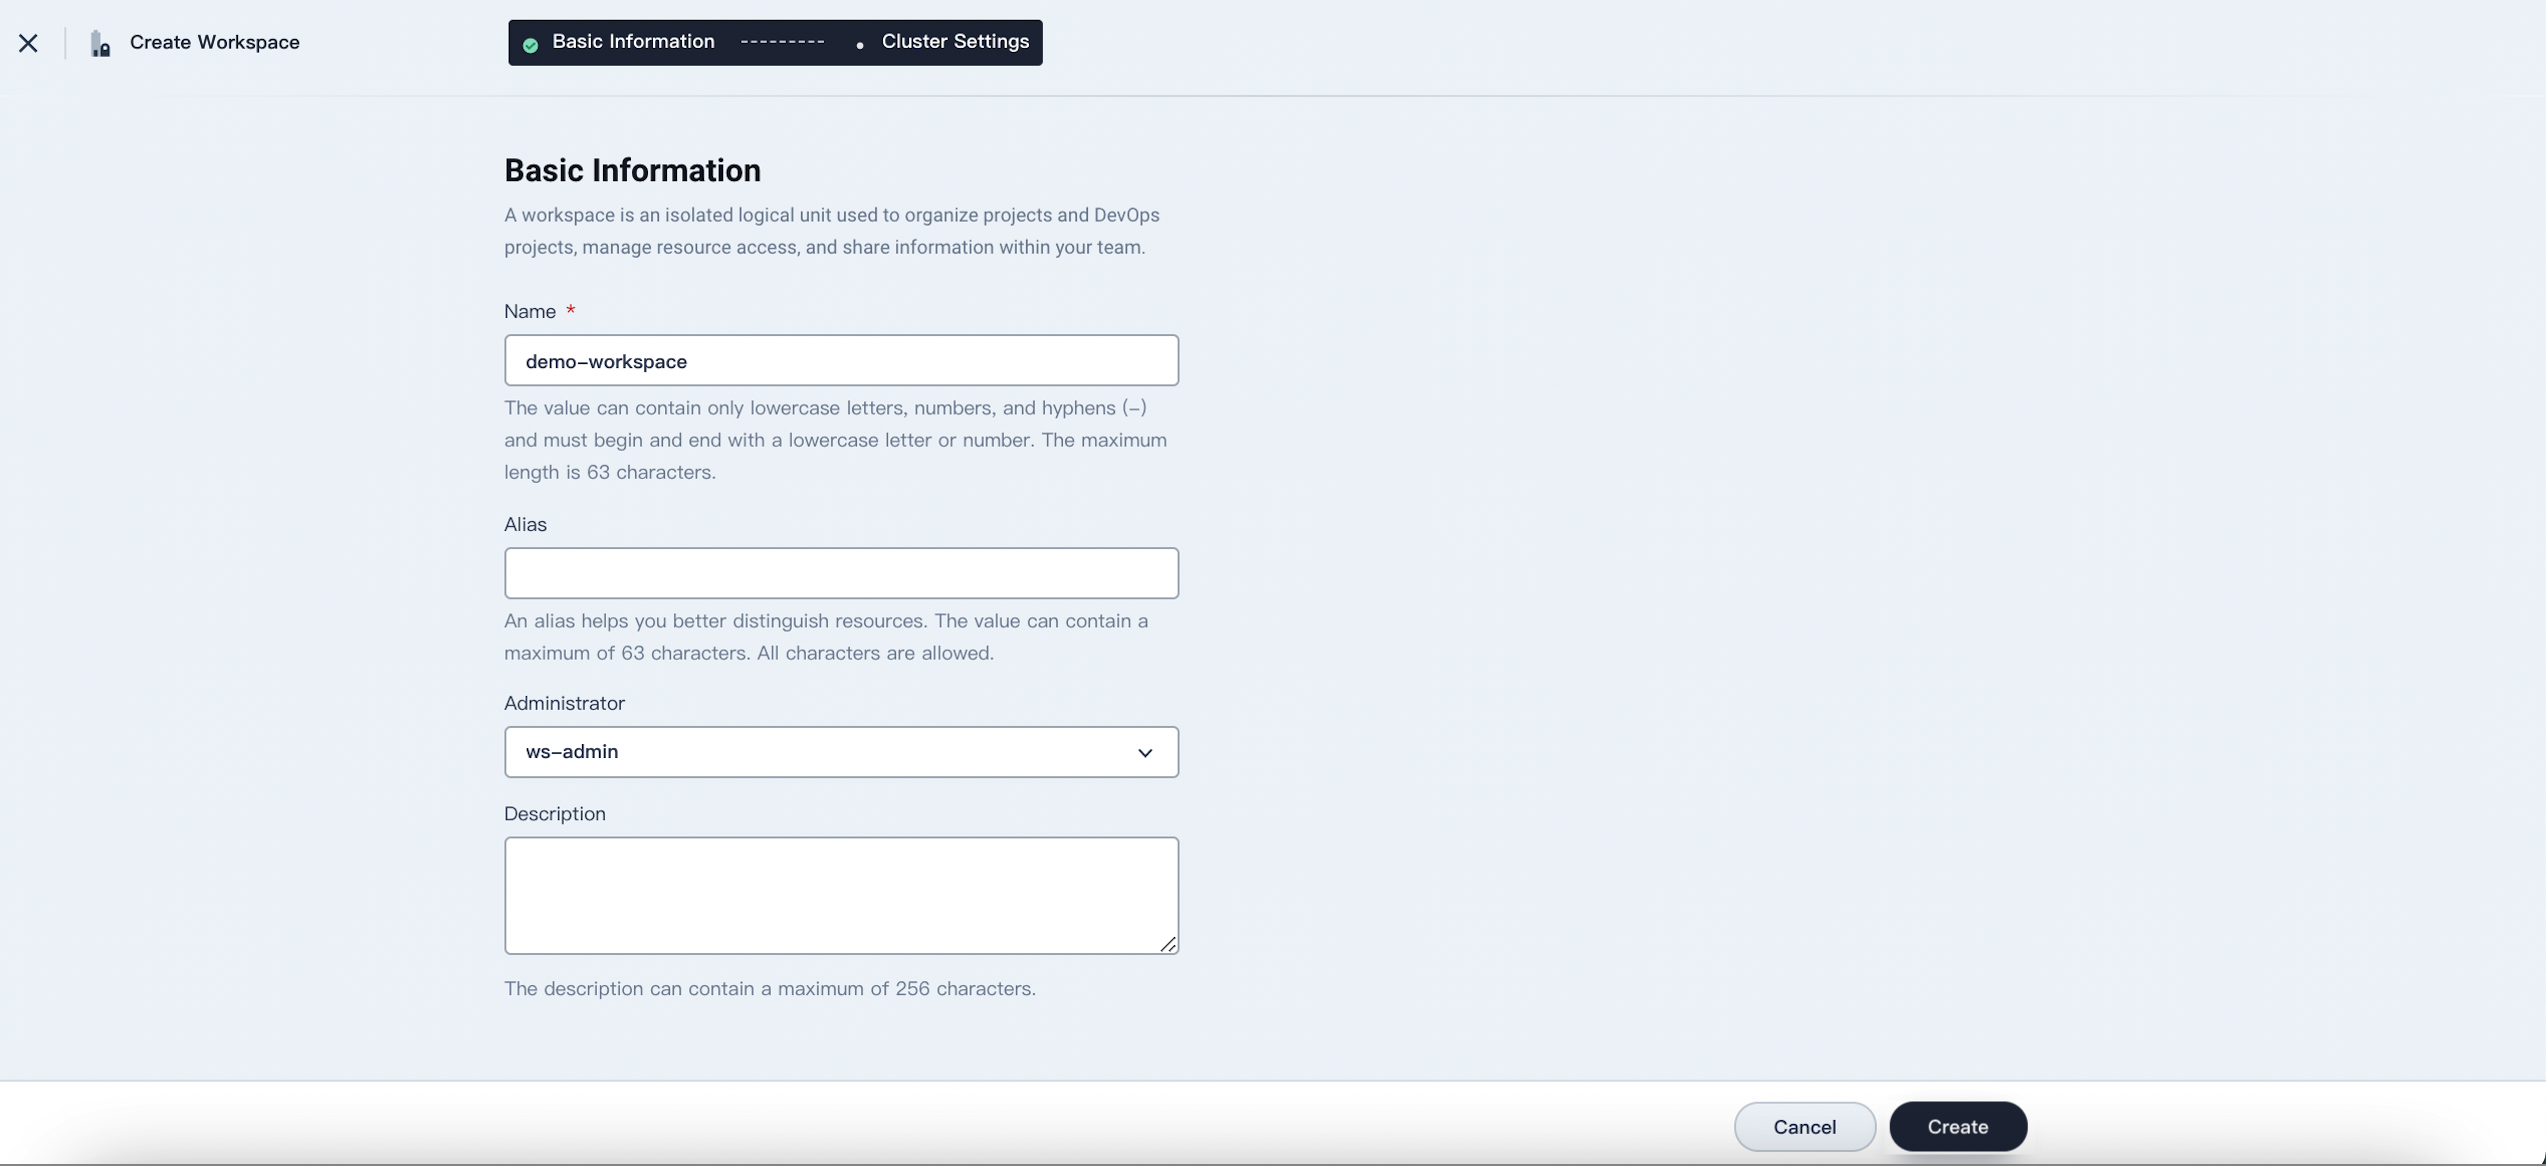 Create Workspace
Basic Information --------- Cluster Settings
Basic Information
A workspace is an isolated logical unit used to organize projects and DevOps
projects, manage resource access, and share information within your team.
Name *
demo-workspace
The value can contain only lowercase letters, numbers, and hyphens (-)
and must begin and end with a lowercase letter or number. The maximum
length is 63 characters.
Alias
An alias helps you better distinguish resources. The value can contain a
maximum of 63 characters. All characters are allowed.
Administrator
ws-admin
Description
The description can contain a maximum of 256 characters.
Cancel Create